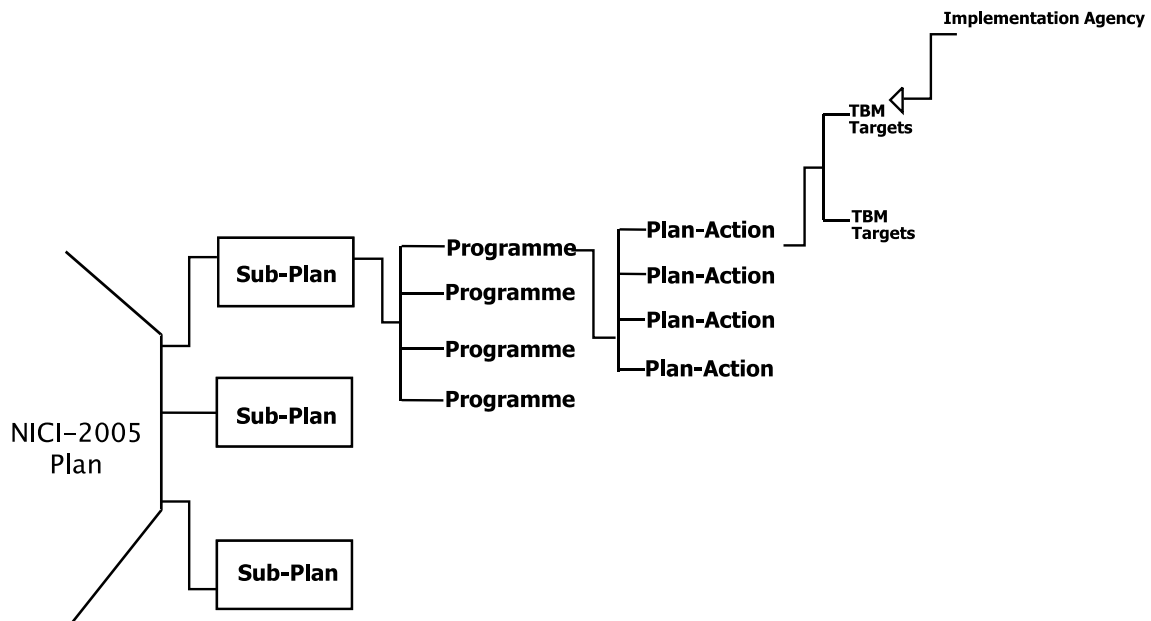 Implementation Agency
TBM
Targets
TBM
Targets
Plan-Action
Plan-Action
Plan-Action
Plan-Action
Programme
Programme
Programme
Programme
Sub-Plan
Sub-Plan
Sub-Plan
NICI-2005
Plan